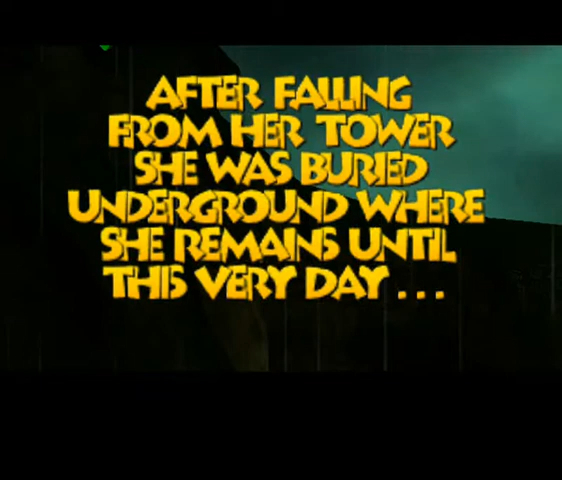 AFTER FALLING
FROM HER TOWER
SHE WAS BURIED
UNDERGROUND WHERE
SHE REMAINS UNTIL
THIS VERY DAY . . .